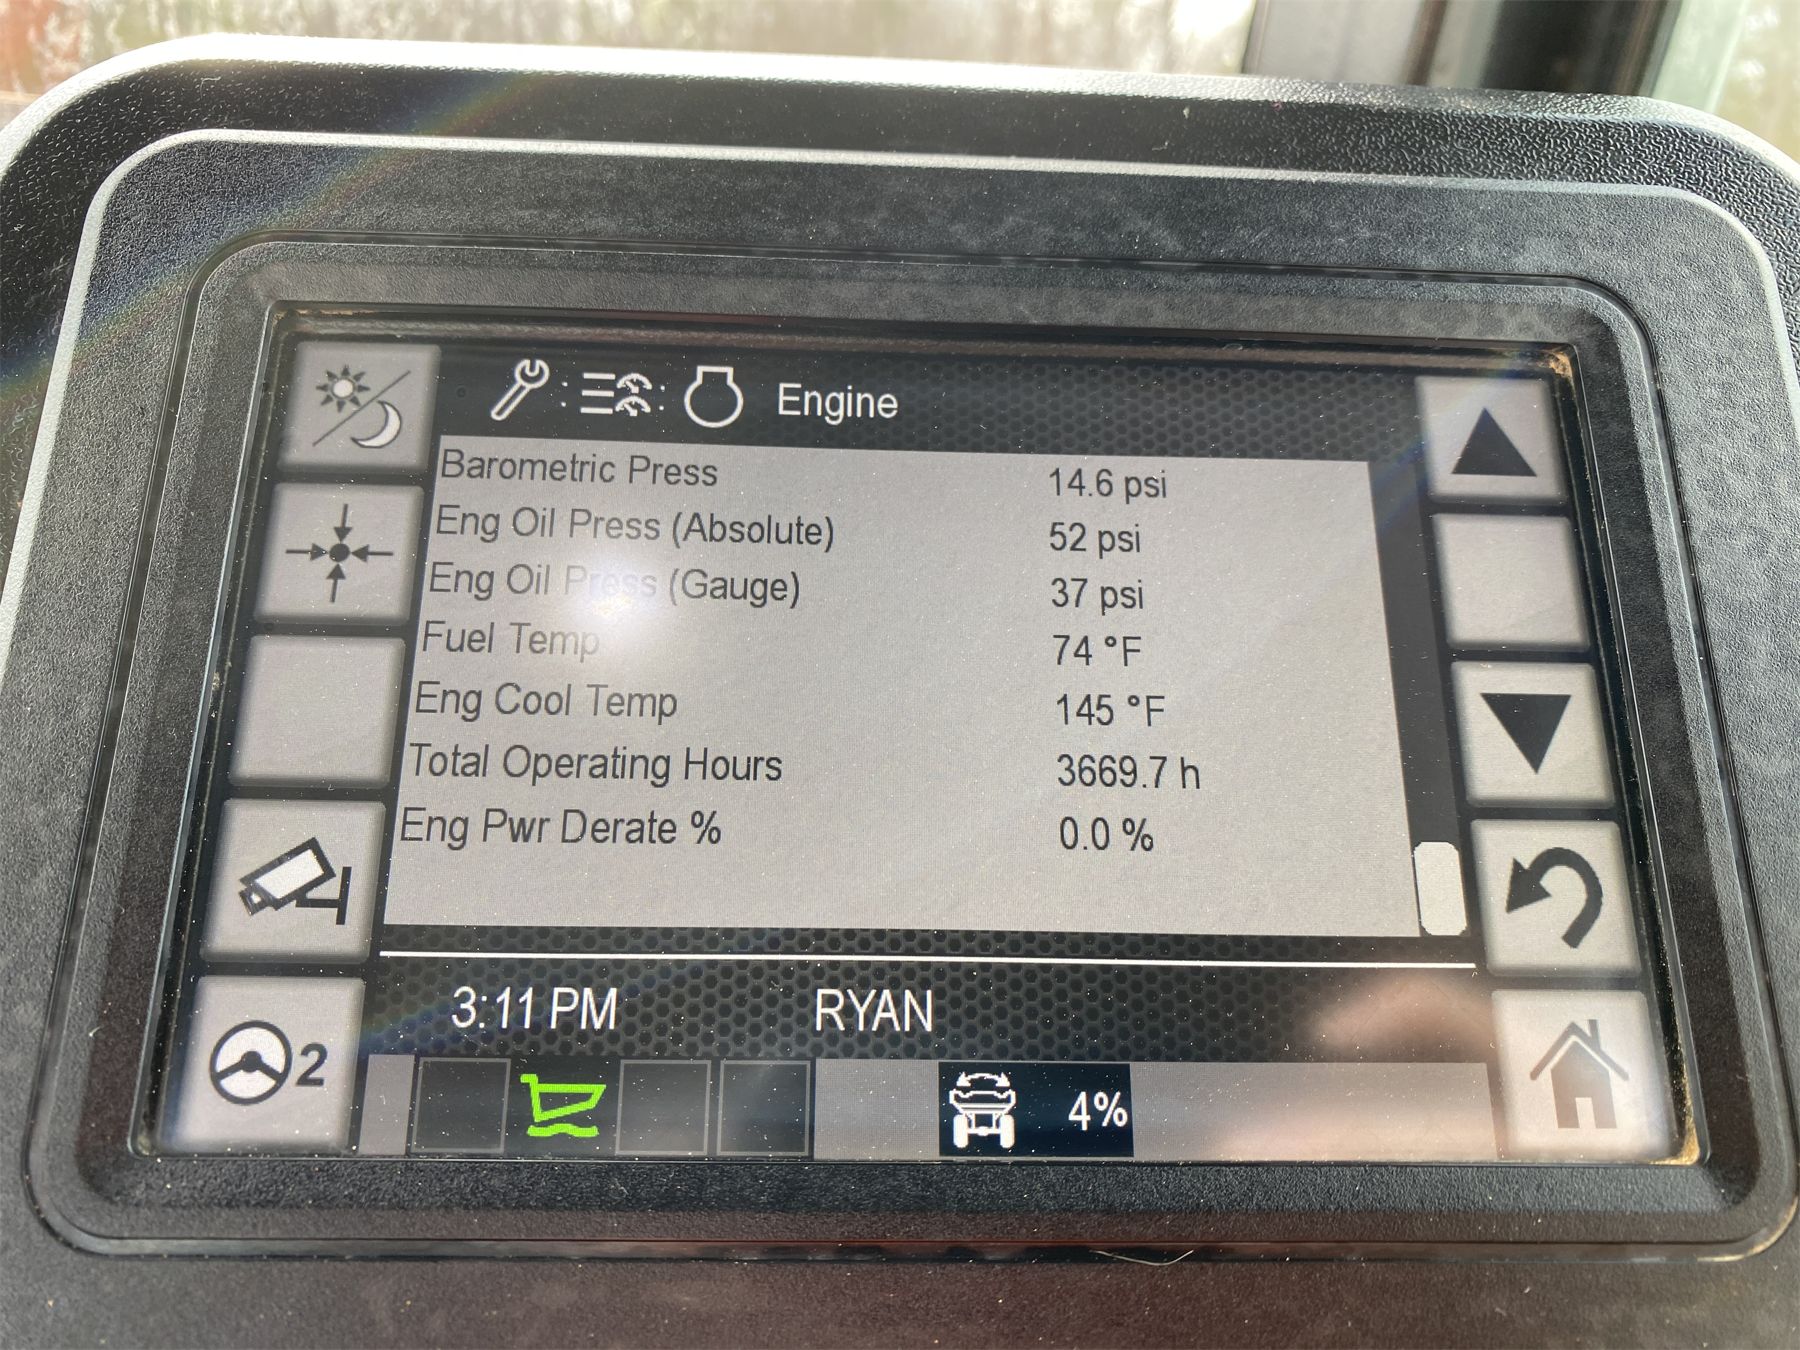 Engine
Barometric Press 14.6 psi
Eng Oil Press (Absolute) 52 psi
Eng Oil Press (Gauge) 37 psi
Fuel Temp 74 °F
Eng Cool Temp 145 °F
Total Operating Hours 3669.7 h
Eng Pwr Derate % 0.0 %
3:11 PM RYAN
2 4%